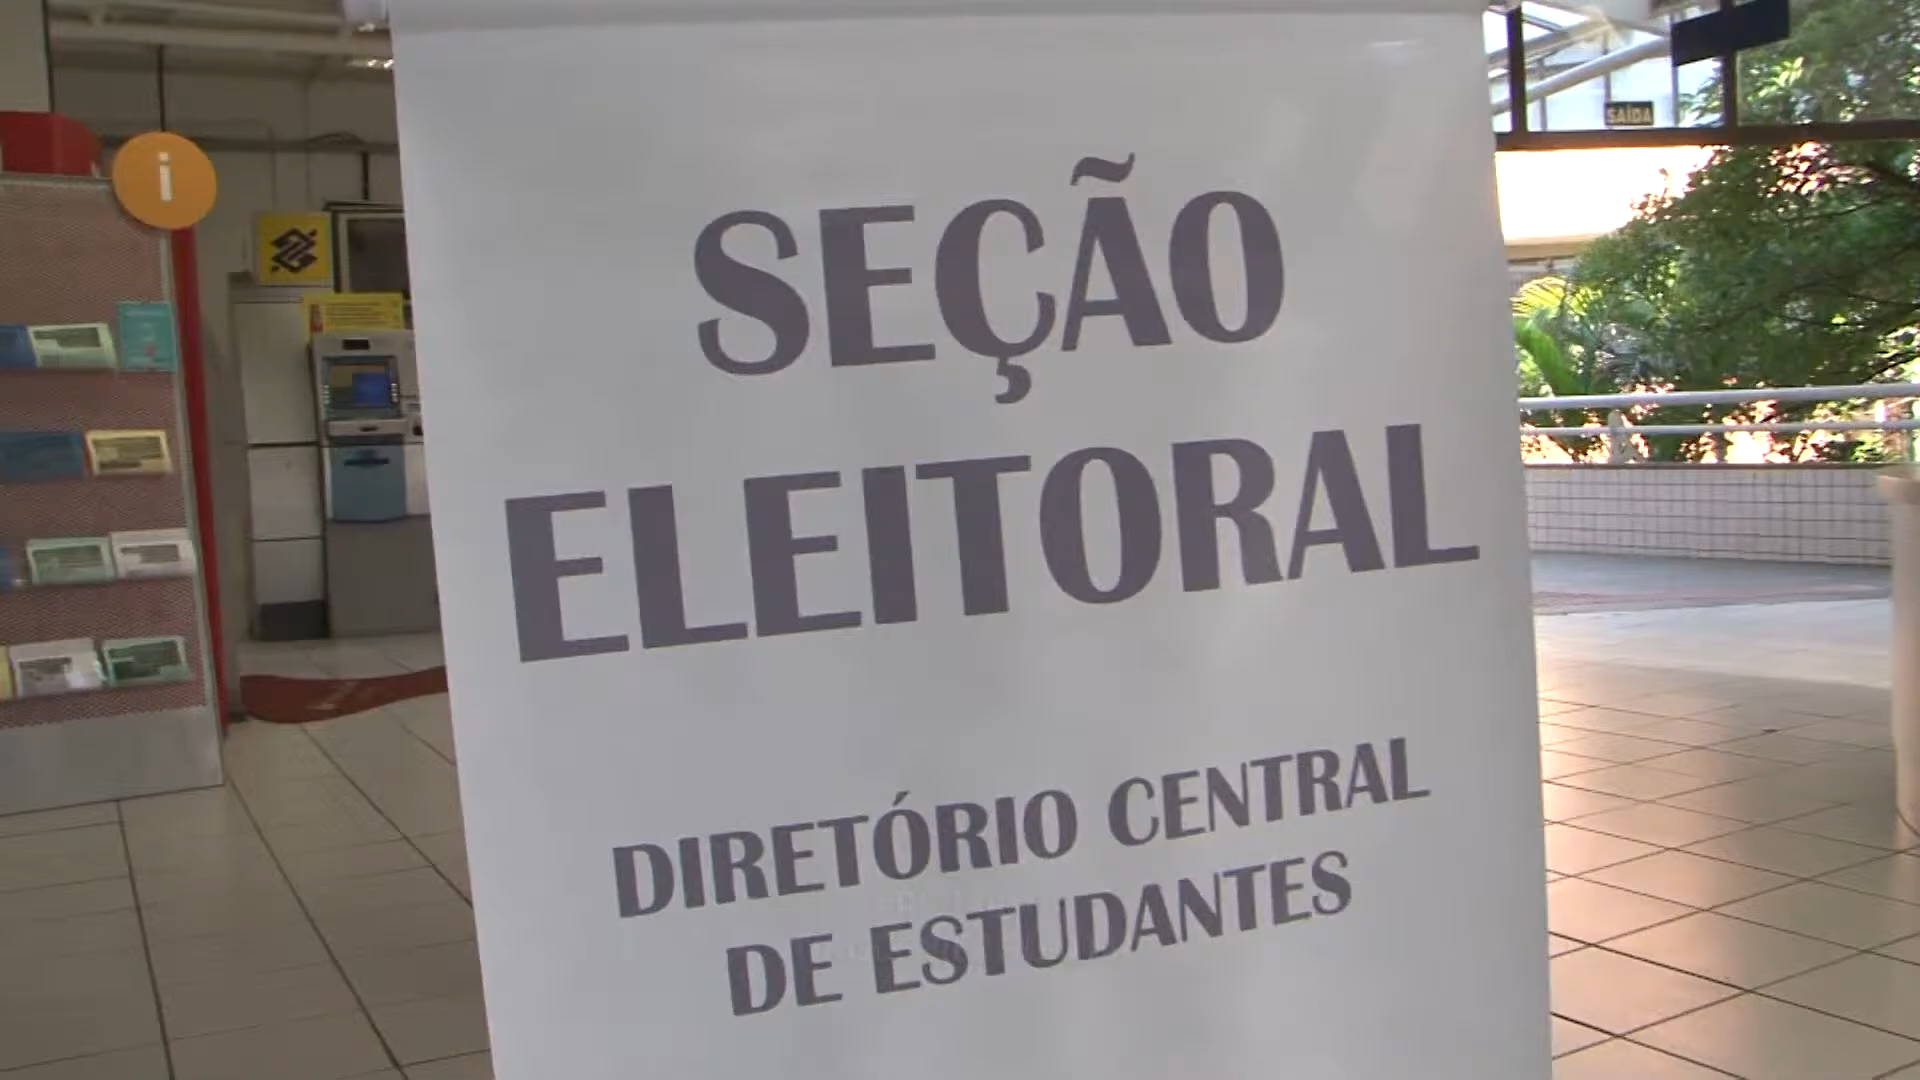 SEÇÃO
ELEITORAL
DIRETÓRIO CENTRAL
DE ESTUDANTES
i
SAÍDA